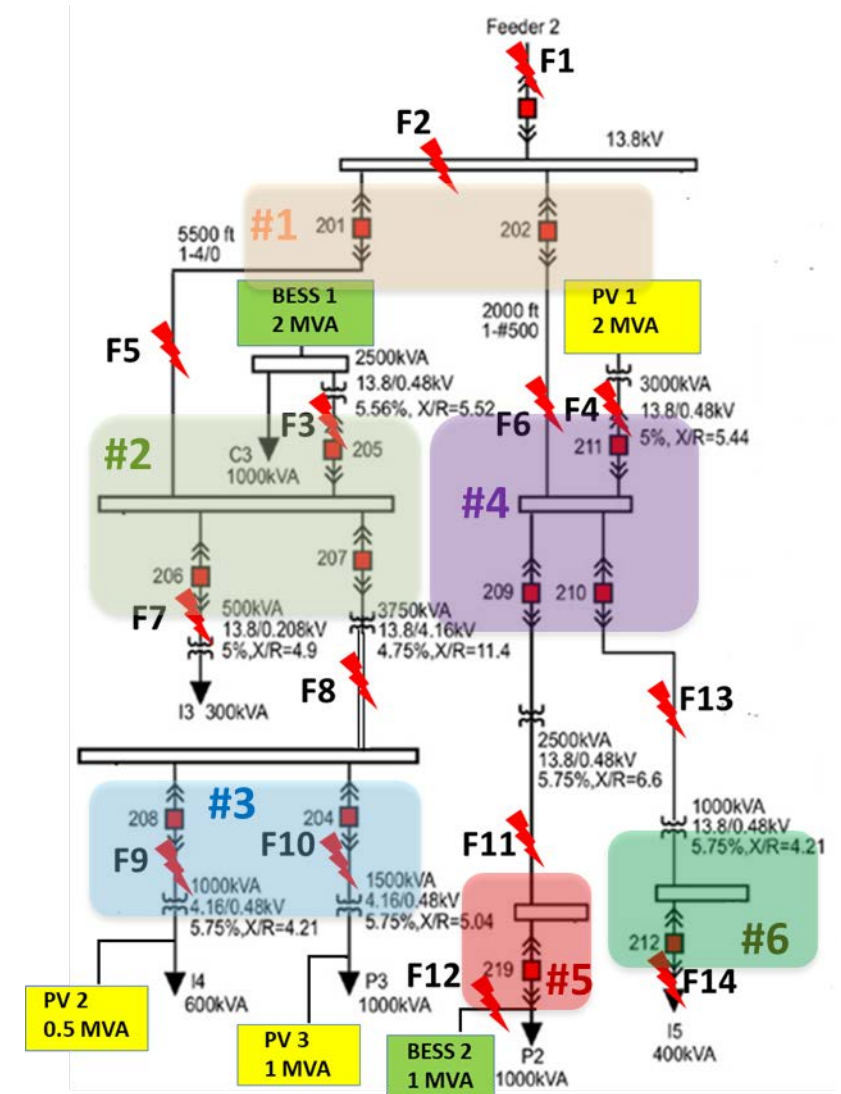 Feeder 2
F1
F2
13.8kV
#1
201
202
5500 ft
1-4/0
BESS 1
2 MVA
2000 ft
1-#500
PV 1
2 MVA
F5
2500kVA
13.8/0.48kV
5.56%, X/R=5.52
F3
F6
F4
3000kVA
13.8/0.48kV
5%, X/R=5.44
#2
C3
1000kVA
205
211
#4
206
207
209
210
F7
500kVA
13.8/0.208kV
5%,X/R=4.9
3750kVA
13.8/4.16kV
4.75%,X/R=11.4
F8
I3 300kVA
F13
2500kVA
13.8/0.48kV
5.75%,X/R=6.6
#3
208
204
F9
F10
1000kVA
4.16/0.48kV
5.75%,X/R=4.21
1500kVA
4.16/0.48kV
5.75%,X/R=5.04
F11
1000kVA
13.8/0.48kV
5.75%,X/R=4.21
212
#6
219
#5
F12
F14
PV 2
0.5 MVA
I4
600kVA
P3
1000kVA
PV 3
1 MVA
BESS 2
1 MVA
P2
1000kVA
I5
400kVA